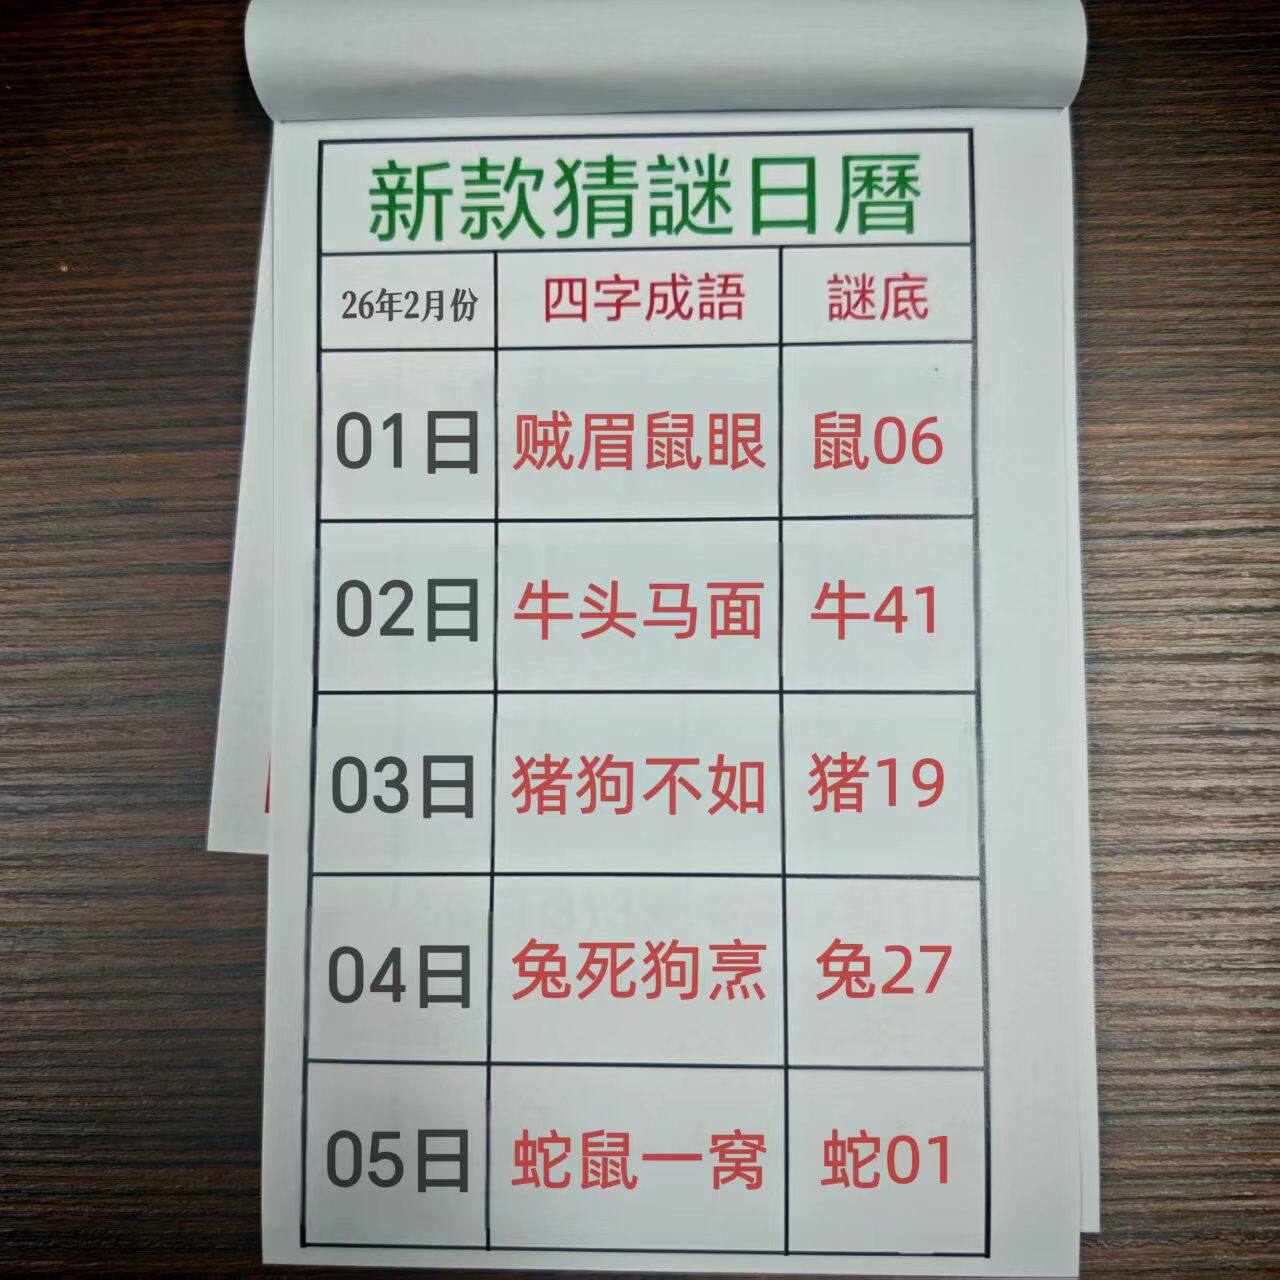 新款猜謎日曆
26年2月份 四字成語 謎底
01日 贼眉鼠眼 鼠06
02日 牛头马面 牛41
03日 猪狗不如 猪19
04日 兔死狗烹 兔27
05日 蛇鼠一窝 蛇01